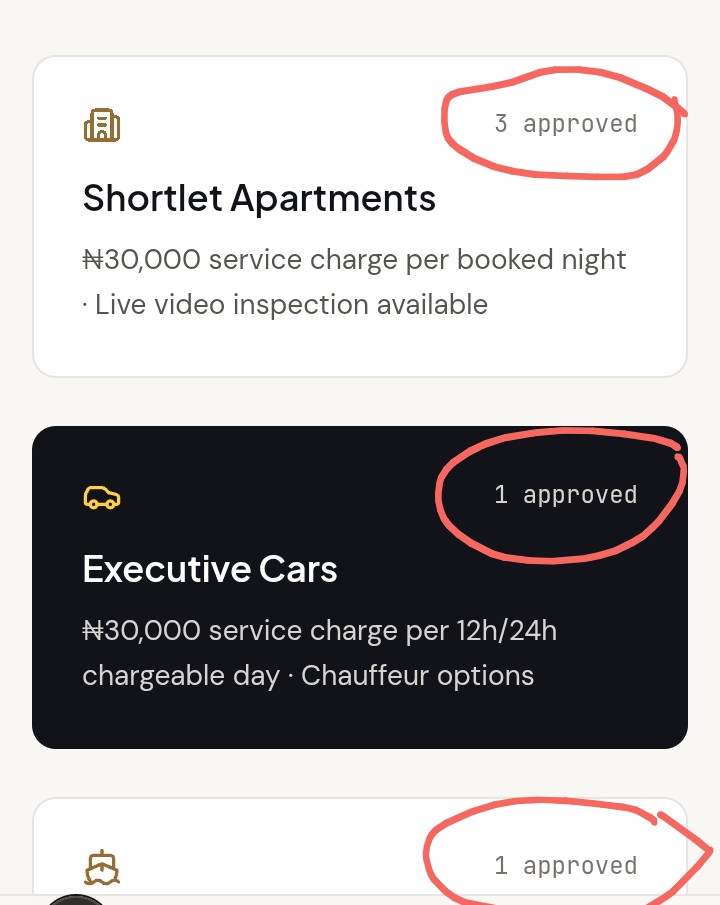 3 approved
Shortlet Apartments
₦30,000 service charge per booked night
· Live video inspection available
1 approved
Executive Cars
₦30,000 service charge per 12h/24h
chargeable day · Chauffeur options
1 approved